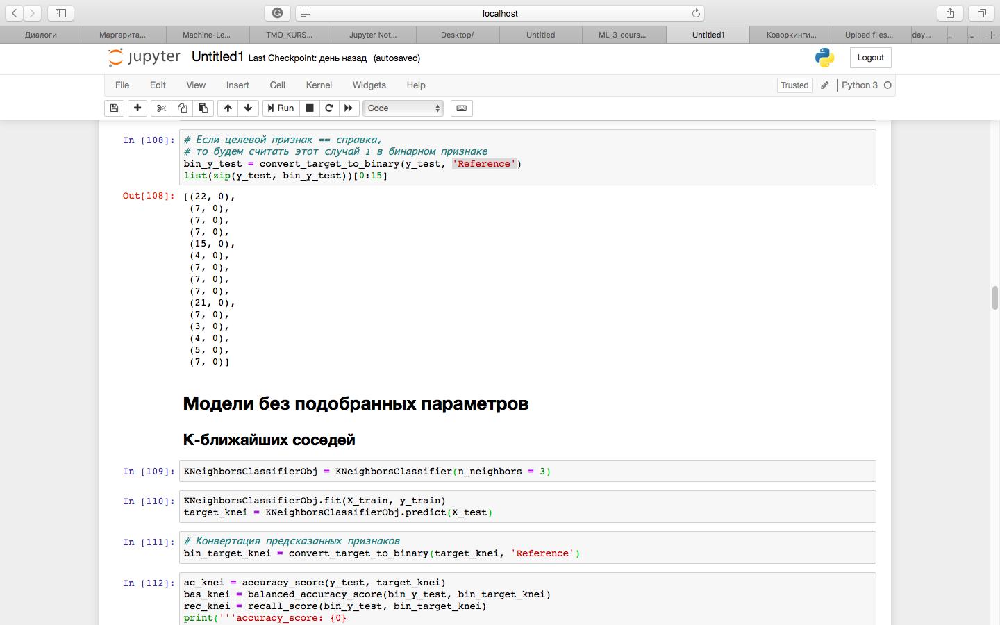 localhost
Диалоги
Маргарита...
Machine-Le...
TMO_KURS...
Jupyter Not...
Desktop/
Untitled
ML_3_cours...
Untitled1
Коворкинги...
Upload files...
day...
..
...
jupyter Untitled1 Last Checkpoint: день назад (autosaved)
Logout
File Edit View Insert Cell Kernel Widgets Help
Trusted Python 3
Run Code
In [108]: # Если целевой признак == справка,
# то будем считать этот случай 1 в бинарном признаке
bin_y_test = convert_target_to_binary(y_test, 'Reference')
list(zip(y_test, bin_y_test))[0:15]
Out[108]: [(22, 0),
(7, 0),
(7, 0),
(7, 0),
(15, 0),
(4, 0),
(7, 0),
(7, 0),
(7, 0),
(21, 0),
(7, 0),
(3, 0),
(4, 0),
(5, 0),
(7, 0)]
Модели без подобранных параметров
К-ближайших соседей
In [109]: KNeighborsClassifierObj = KNeighborsClassifier(n_neighbors = 3)
In [110]: KNeighborsClassifierObj.fit(X_train, y_train)
target_knei = KNeighborsClassifierObj.predict(X_test)
In [111]: # Конвертация предсказанных признаков
bin_target_knei = convert_target_to_binary(target_knei, 'Reference')
In [112]: ac_knei = accuracy_score(y_test, target_knei)
bas_knei = balanced_accuracy_score(bin_y_test, bin_target_knei)
rec_knei = recall_score(bin_y_test, bin_target_knei)
print('''accuracy_score: {0}